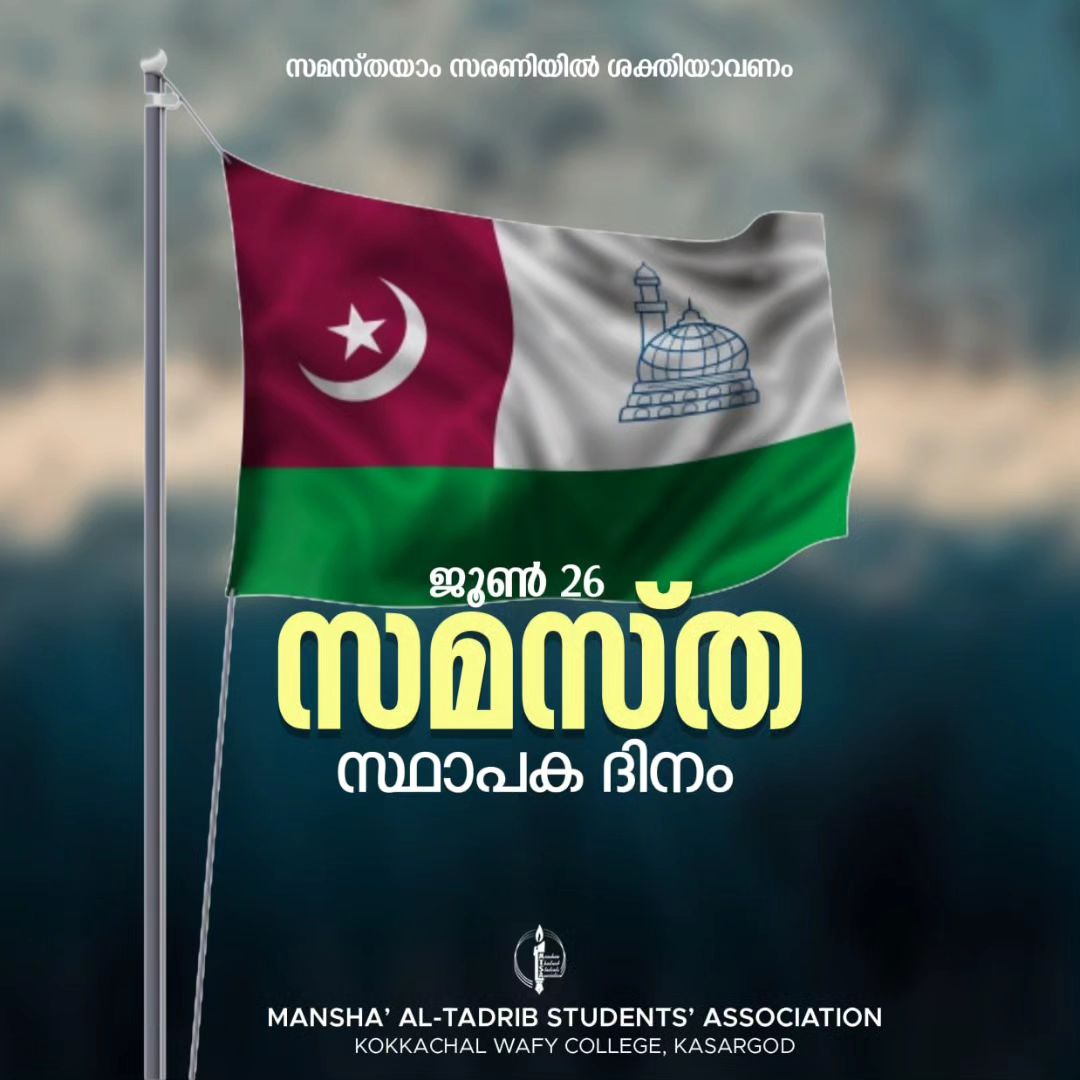 സമസ്തയാം സരണിയിൽ ശക്തിയാവണം
ജൂൺ 26
സമസ്ത
സ്ഥാപക ദിനം
MANSHA’ AL-TADRIB STUDENTS’ ASSOCIATION
KOKKACHAL WAFY COLLEGE, KASARGOD